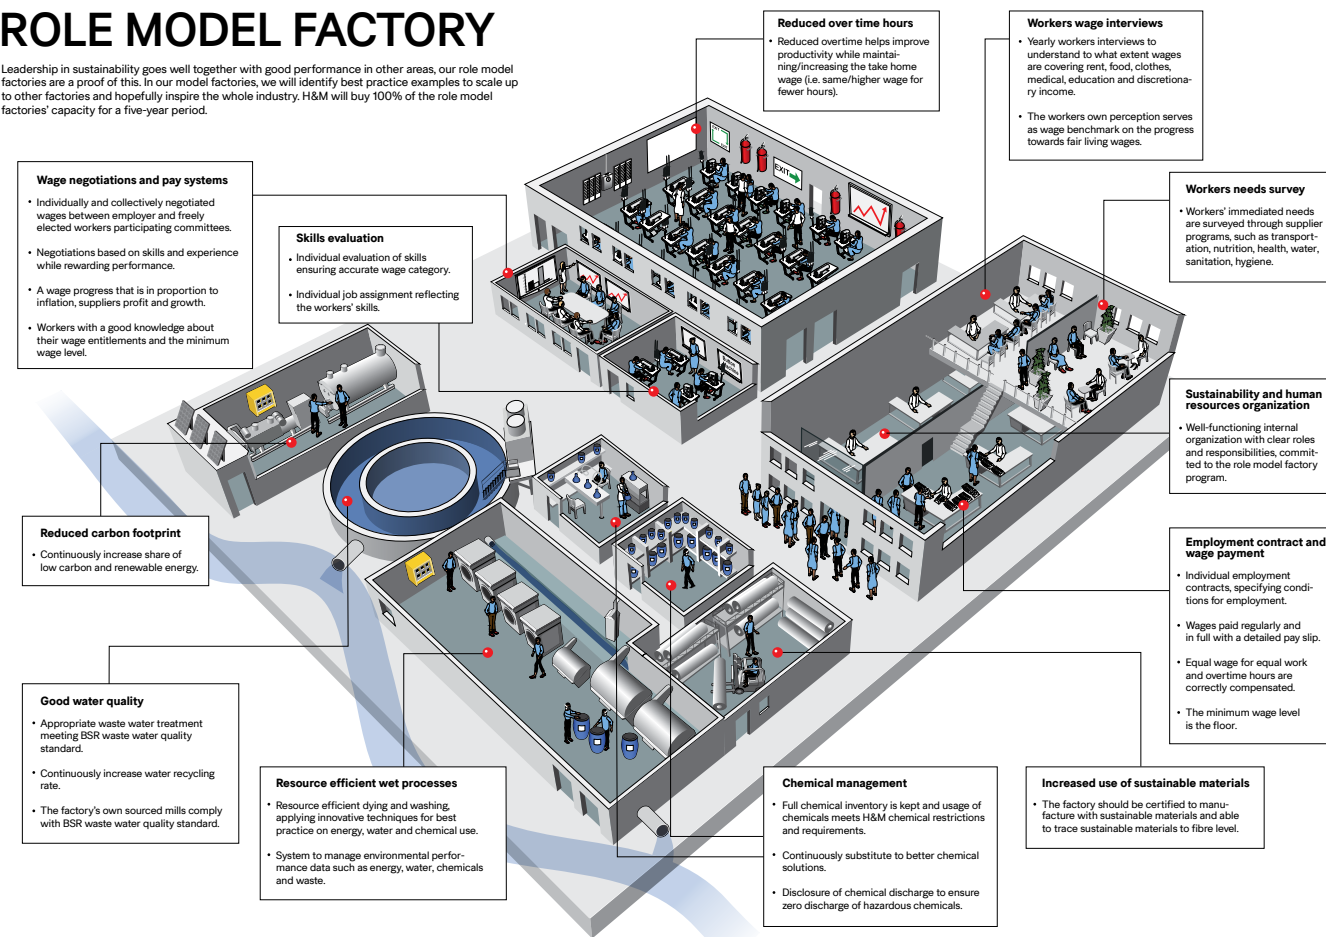 ROLE MODEL FACTORY
Leadership in sustainability goes well together with good performance in other areas, our role model
factories are a proof of this. In our model factories, we will identify best practice examples to scale up
to other factories and hopefully inspire the whole industry. H&M will buy 100% of the role model
factories' capacity for a five-year period.
Reduced over time hours
• Reduced overtime helps improve
productivity while maintai-
ning/increasing the take home
wage (i.e. same/higher wage for
fewer hours).
Workers wage interviews
• Yearly workers interviews to
understand to what extent wages
are covering rent, food, clothes,
medical, education and discretiona-
ry income.
• The workers own perception serves
as wage benchmark on the progress
towards fair living wages.
Wage negotiations and pay systems
• Individually and collectively negotiated
wages between employer and freely
elected workers participating committees.
• Negotiations based on skills and experience
while rewarding performance.
• A wage progress that is in proportion to
inflation, suppliers profit and growth.
• Workers with a good knowledge about
their wage entitlements and the minimum
wage level.
Skills evaluation
• Individual evaluation of skills
ensuring accurate wage category.
• Individual job assignment reflecting
the workers' skills.
Workers needs survey
• Workers' immediated needs
are surveyed through supplier
programs, such as transport-
ation, nutrition, health, water,
sanitation, hygiene.
EXIT
Sustainability and human
resources organization
• Well-functioning internal
organization with clear roles
and responsibilities, commit-
ted to the role model factory
program.
Reduced carbon footprint
• Continuously increase share of
low carbon and renewable energy.
Employment contract and
wage payment
• Individual employment
contracts, specifying condi-
tions for employment.
• Wages paid regularly and
in full with a detailed pay slip.
• Equal wage for equal work
and overtime hours are
correctly compensated.
• The minimum wage level
is the floor.
Good water quality
• Appropriate waste water treatment
meeting BSR waste water quality
standard.
• Continuously increase water recycling
rate.
• The factory's own sourced mills comply
with BSR waste water quality standard.
Resource efficient wet processes
• Resource efficient dying and washing,
applying innovative techniques for best
practice on energy, water and chemical use.
• System to manage environmental perfor-
mance data such as energy, water, chemicals
and waste.
Chemical management
• Full chemical inventory is kept and usage of
chemicals meets H&M chemical restrictions
and requirements.
• Continuously substitute to better chemical
solutions.
• Disclosure of chemical discharge to ensure
zero discharge of hazardous chemicals.
Increased use of sustainable materials
• The factory should be certified to manu-
facture with sustainable materials and able
to trace sustainable materials to fibre level.